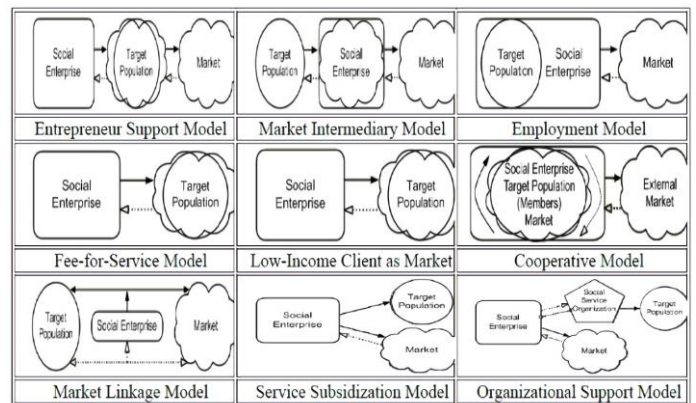 Social
Enterprise
Target
Population
Market
Entrepreneur Support Model
Target
Population
Social
Enterprise
Market
Market Intermediary Model
Target
Population
Social
Enterprise
Market
Employment Model
Social
Enterprise
Target
Population
Fee-for-Service Model
Social
Enterprise
Target
Population
Low-Income Client as Market
Social Enterprise
Target Population
(Members)
Market
External
Market
Cooperative Model
Target
Population
Social Enterprise
Market
Market Linkage Model
Social
Enterprise
Target
Population
Market
Service Subsidization Model
Social
Enterprise
Social
Service
Organization
Target
Population
Market
Organizational Support Model